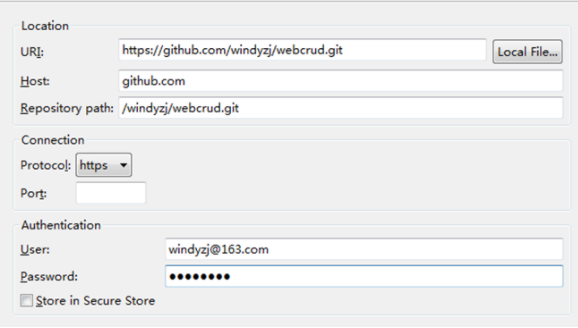 Location
URI: https://github.com/windyzj/webcrud.git Local File...
Host: github.com
Repository path: /windyzj/webcrud.git
Connection
Protocol: https
Port:
Authentication
User: windyzj@163.com
Password: ●●●●●●●●
Store in Secure Store